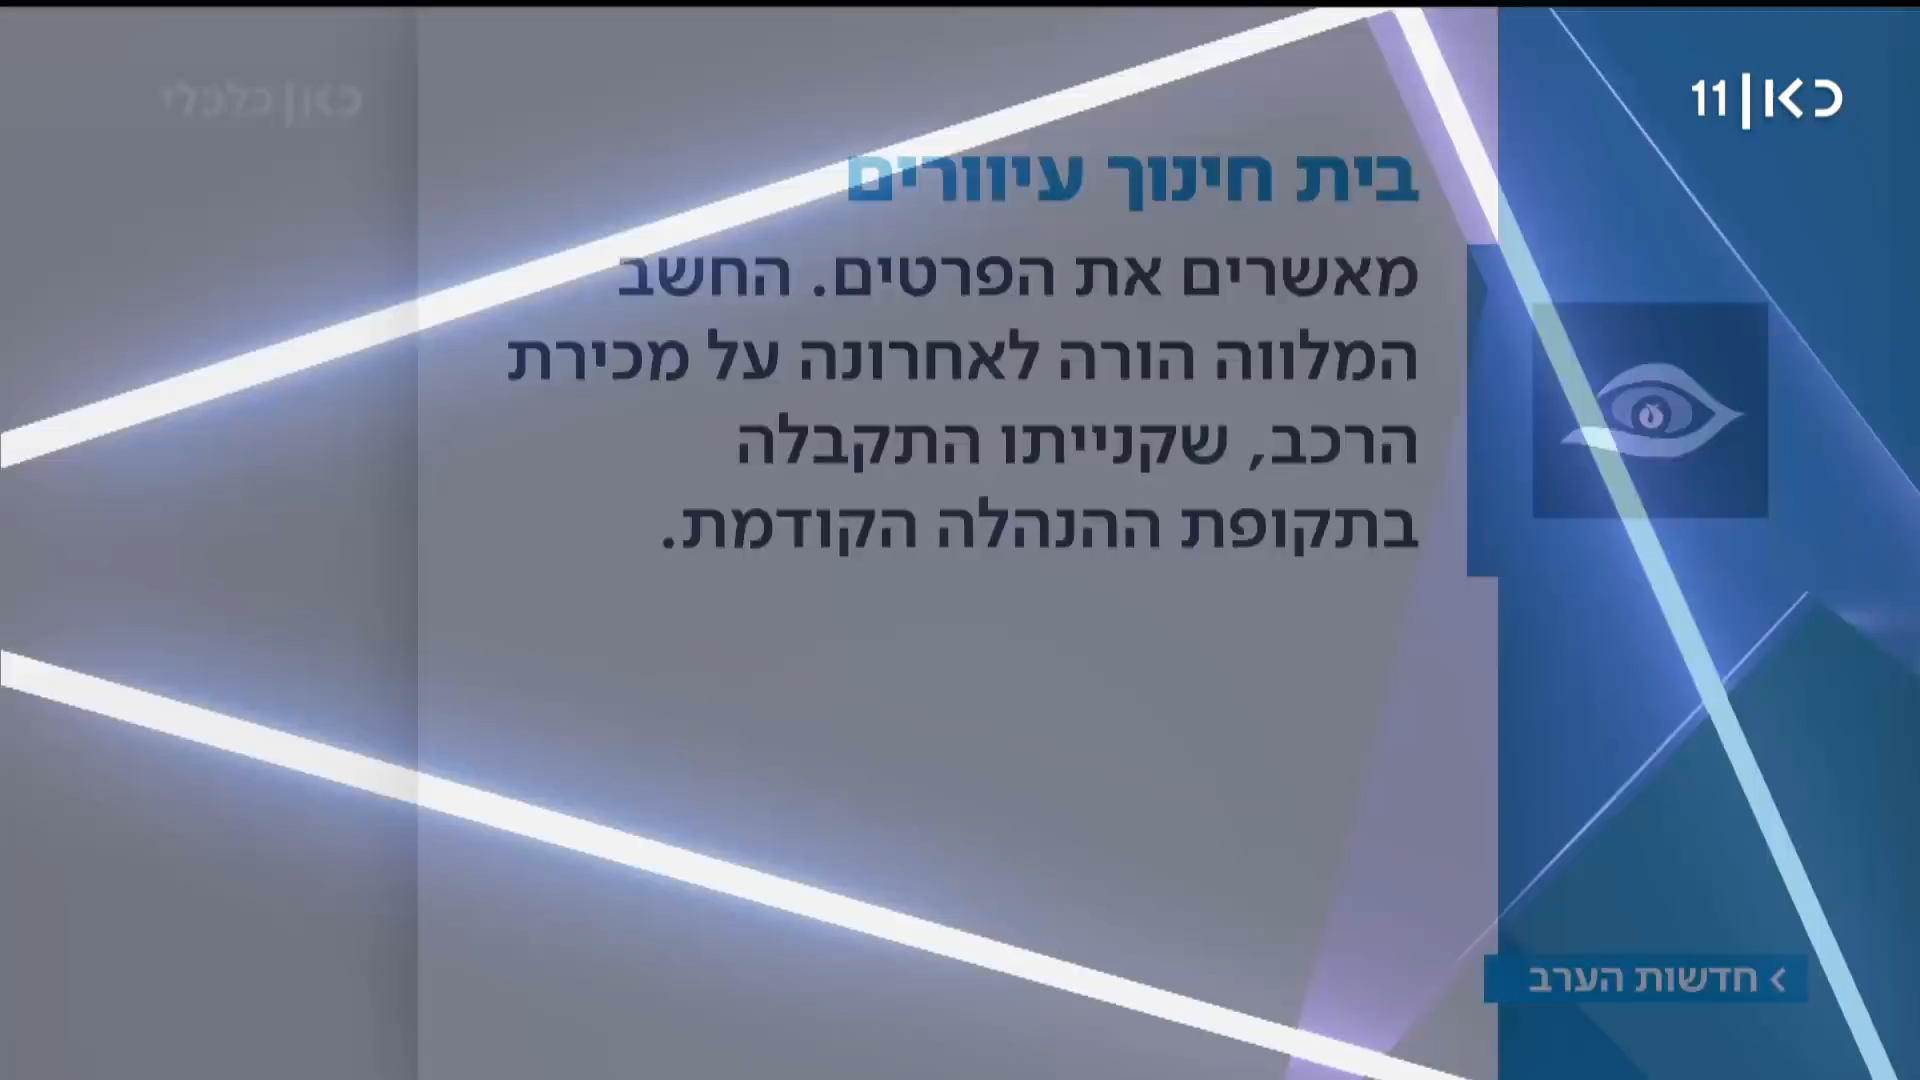 כאן|11
כאן|כלכלי
בית חינוך עיוורים
מאשרים את הפרטים. החשב
המלווה הורה לאחרונה על מכירת
הרכב, שקנייתו התקבלה
בתקופת ההנהלה הקודמת.
חדשות הערב